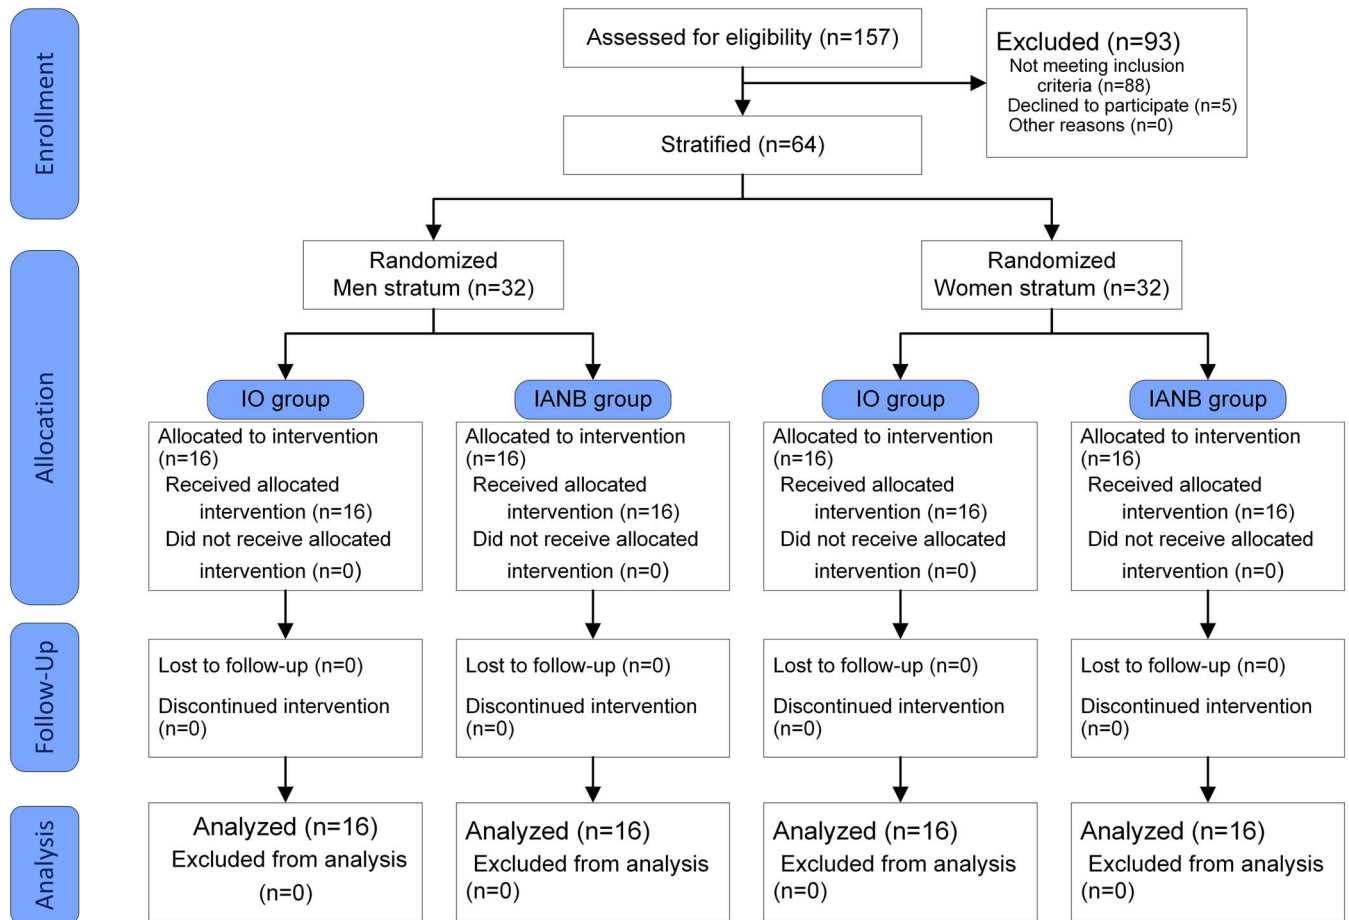 Enrollment
Assessed for eligibility (n=157)
Excluded (n=93)
Not meeting inclusion
criteria (n=88)
Declined to participate (n=5)
Other reasons (n=0)
Stratified (n=64)
Allocation
Randomized
Men stratum (n=32)
Randomized
Women stratum (n=32)
IO group
Allocated to intervention
(n=16)
Received allocated
intervention (n=16)
Did not receive allocated
intervention (n=0)
IANB group
Allocated to intervention
(n=16)
Received allocated
intervention (n=16)
Did not receive allocated
intervention (n=0)
IO group
Allocated to intervention
(n=16)
Received allocated
intervention (n=16)
Did not receive allocated
intervention (n=0)
IANB group
Allocated to intervention
(n=16)
Received allocated
intervention (n=16)
Did not receive allocated
intervention (n=0)
Follow-Up
Lost to follow-up (n=0)
Discontinued intervention
(n=0)
Lost to follow-up (n=0)
Discontinued intervention
(n=0)
Lost to follow-up (n=0)
Discontinued intervention
(n=0)
Lost to follow-up (n=0)
Discontinued intervention
(n=0)
Analysis
Analyzed (n=16)
Excluded from analysis
(n=0)
Analyzed (n=16)
Excluded from analysis
(n=0)
Analyzed (n=16)
Excluded from analysis
(n=0)
Analyzed (n=16)
Excluded from analysis
(n=0)